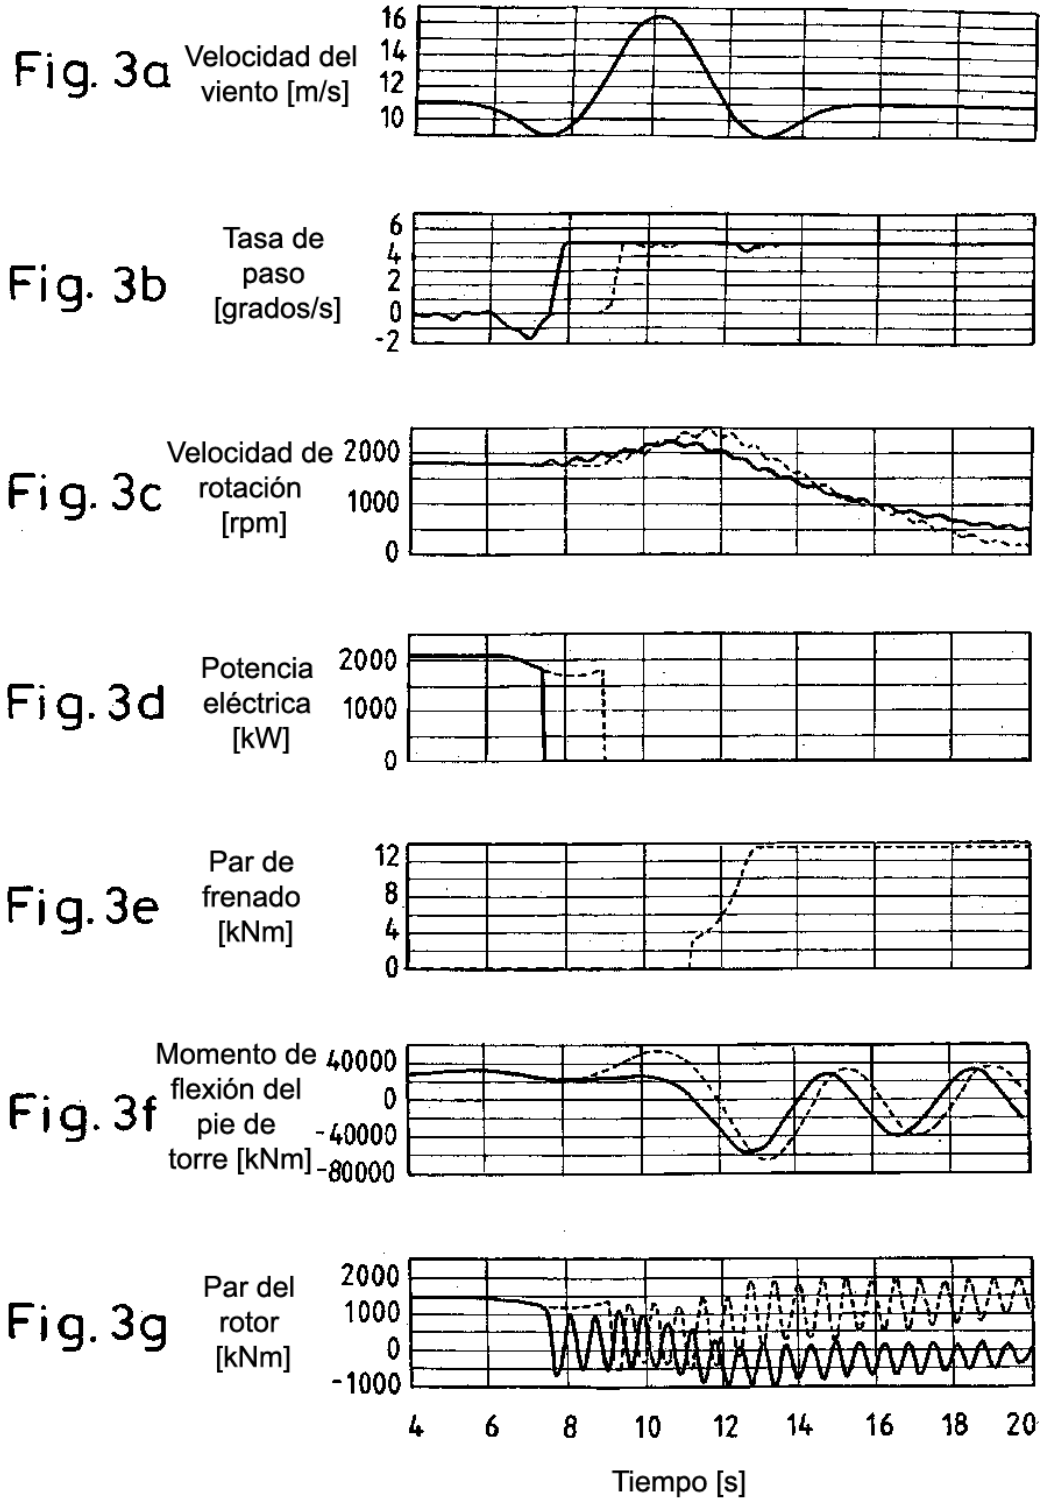 Fig. 3a
Velocidad del
viento [m/s]
16
14
12
10
Fig. 3b
Tasa de
paso
[grados/s]
6
4
2
0
-2
Fig. 3c
Velocidad de
rotación
[rpm]
2000
1000
0
Fig. 3d
Potencia
eléctrica
[kW]
2000
1000
0
Fig. 3e
Par de
frenado
[kNm]
12
8
4
0
Fig. 3f
Momento de
flexión del
pie de
torre [kNm]
40000
0
-40000
-80000
Fig. 3g
Par del
rotor
[kNm]
2000
1000
0
-1000
4 6 8 10 12 14 16 18 20
Tiempo [s]